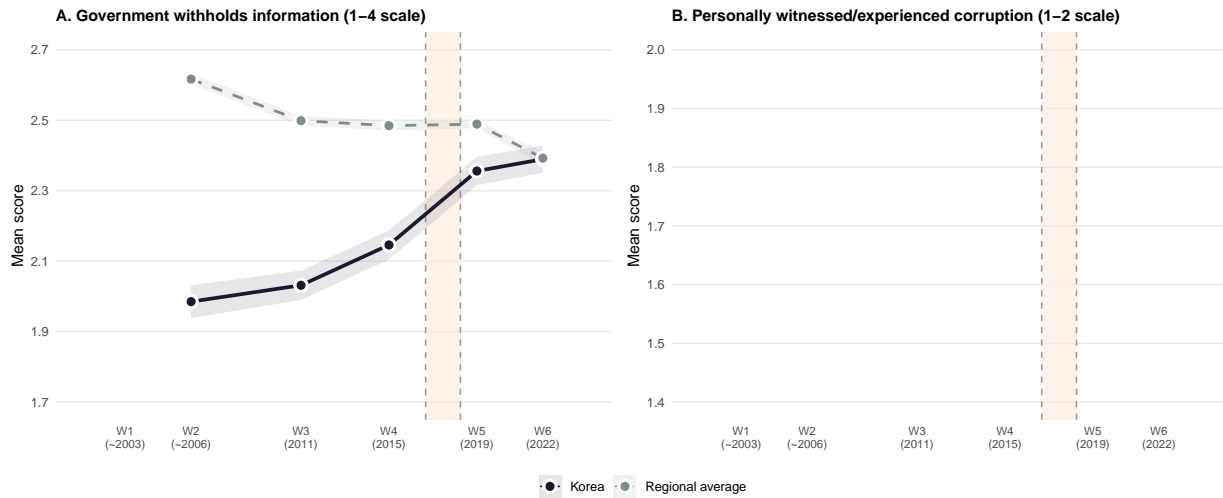 A. Government withholds information (1–4 scale)
Mean score
2.7
2.5
2.3
2.1
1.9
1.7
W1 (~2003)
W2 (~2006)
W3 (2011)
W4 (2015)
W5 (2019)
W6 (2022)
B. Personally witnessed/experienced corruption (1–2 scale)
Mean score
2.0
1.9
1.8
1.7
1.6
1.5
1.4
W1 (~2003)
W2 (~2006)
W3 (2011)
W4 (2015)
W5 (2019)
W6 (2022)
Korea
Regional average